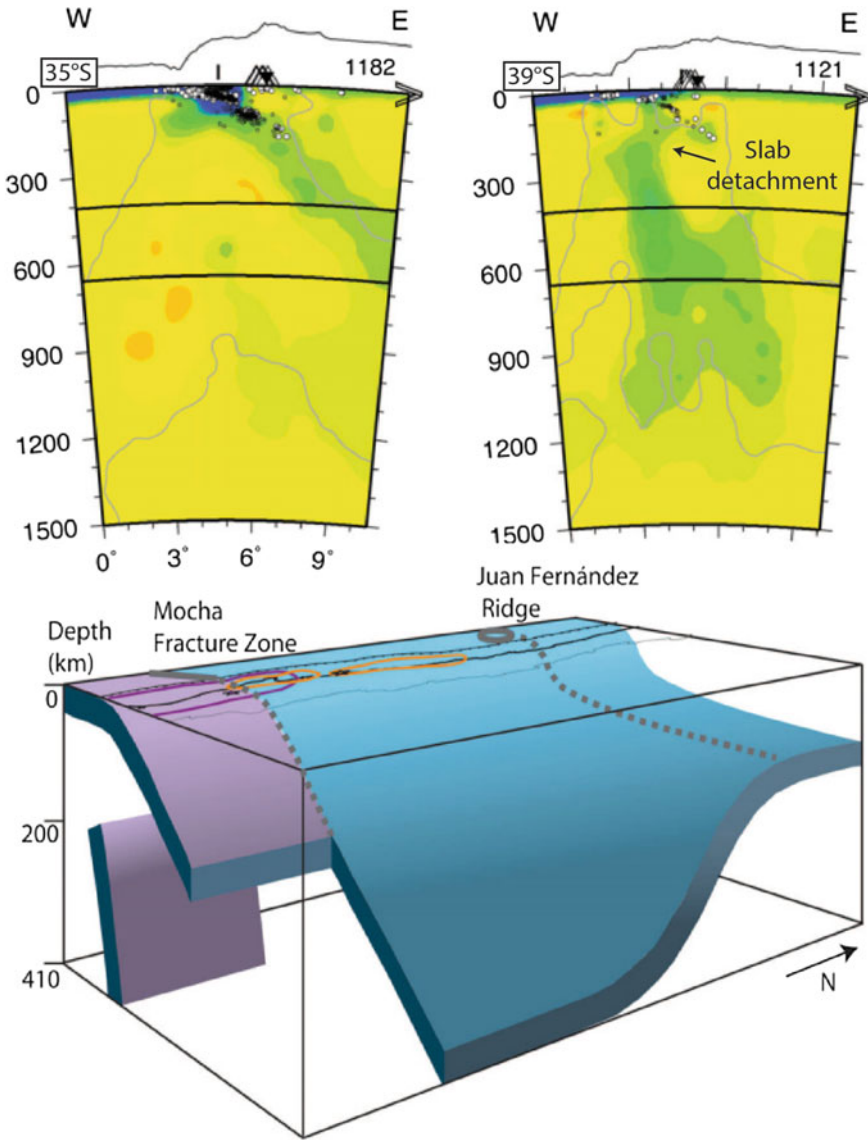 W E
35°S 1182
0
300
600
900
1200
1500
0° 3° 6° 9°
W E
39°S 1121
0
300
600
900
1200
1500
Slab
detachment
Juan Fernández
Ridge
Mocha
Fracture Zone
Depth
(km)
0
200
410
N